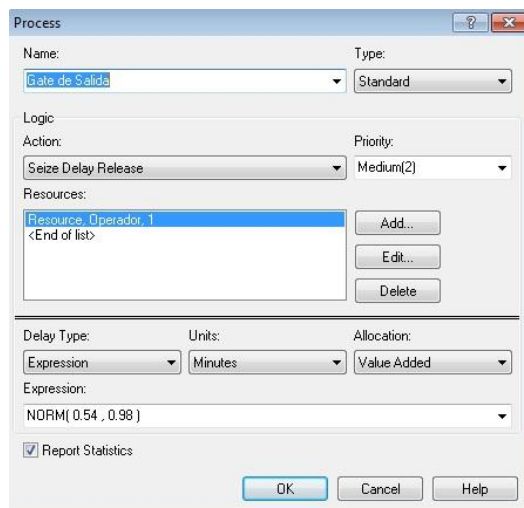 Process
Name: Type:
Gate de Salida Standard
Logic
Action: Priority:
Seize Delay Release Medium(2)
Resources:
Resource, Operador, 1
<End of list>
Add...
Edit...
Delete
Delay Type: Units: Allocation:
Expression Minutes Value Added
Expression:
NORM( 0.54 , 0.98 )
Report Statistics
OK Cancel Help